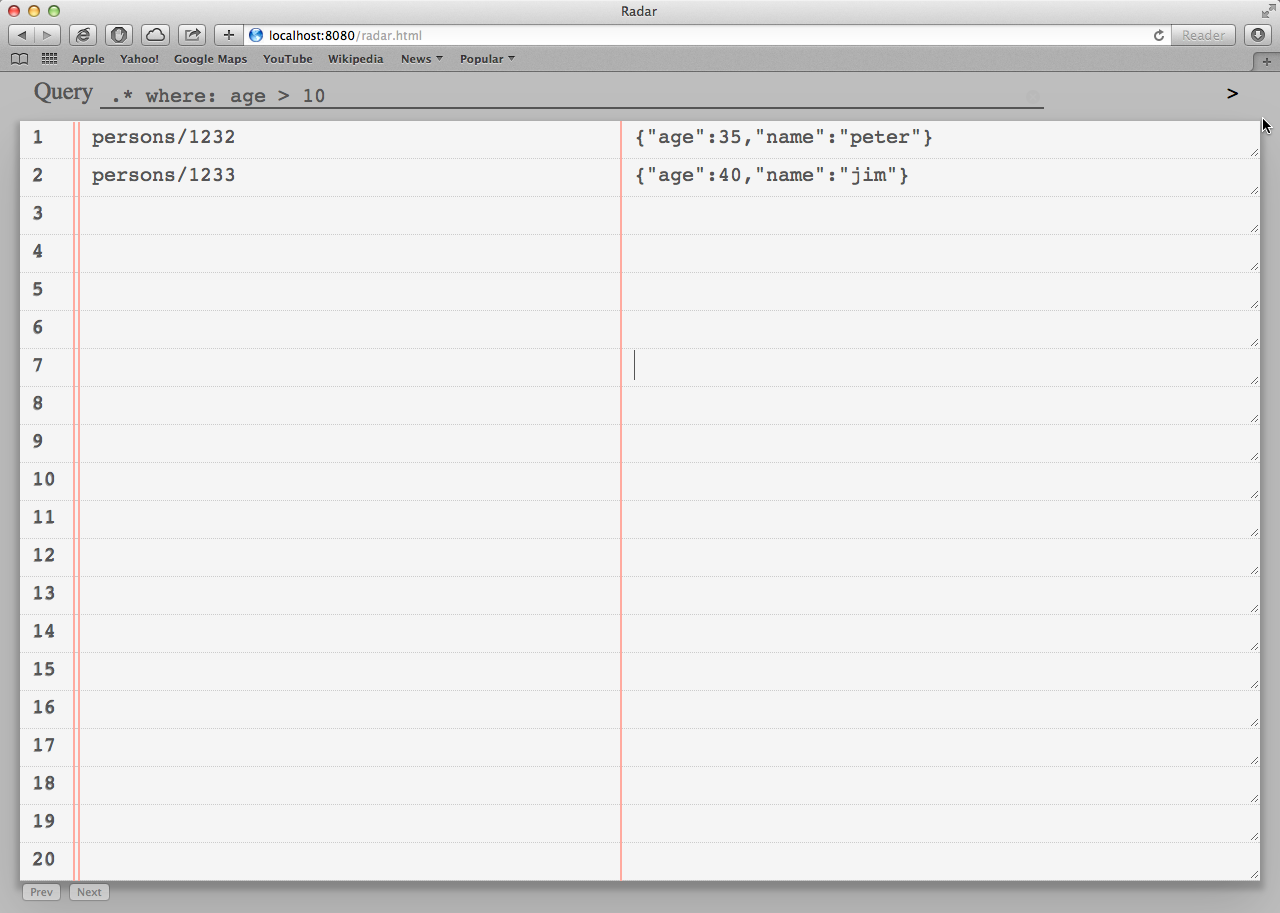 Radar
localhost:8080/radar.html
Reader
Apple Yahoo! Google Maps YouTube Wikipedia News Popular
Query .* where: age > 10 >
1 persons/1232 {"age":35,"name":"peter"}
2 persons/1233 {"age":40,"name":"jim"}
3
4
5
6
7
8
9
10
11
12
13
14
15
16
17
18
19
20
Prev Next